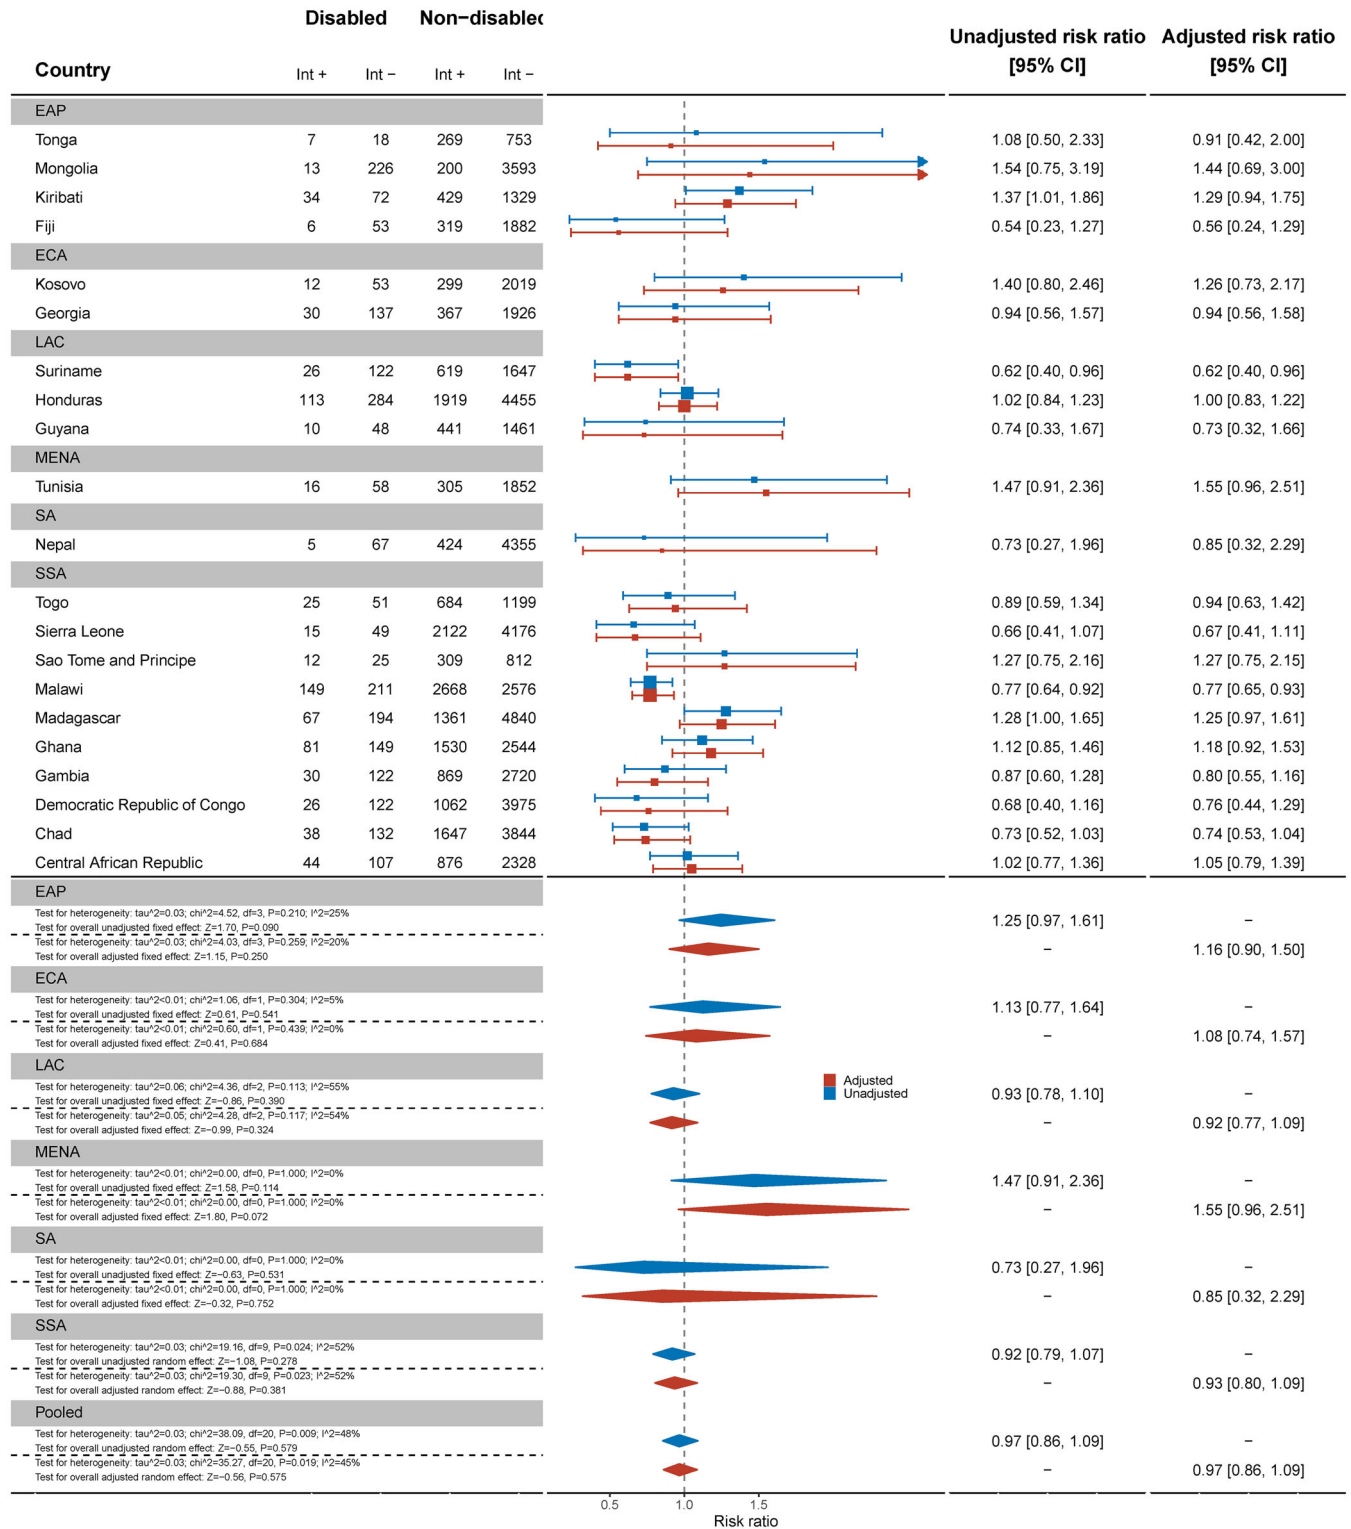 Disabled Non−disabled
Unadjusted risk ratio Adjusted risk ratio
[95% CI] [95% CI]
Country Int + Int − Int + Int −
EAP
Tonga 7 18 269 753 1.08 [0.50, 2.33] 0.91 [0.42, 2.00]
Mongolia 13 226 200 3593 1.54 [0.75, 3.19] 1.44 [0.69, 3.00]
Kiribati 34 72 429 1329 1.37 [1.01, 1.86] 1.29 [0.94, 1.75]
Fiji 6 53 319 1882 0.54 [0.23, 1.27] 0.56 [0.24, 1.29]
ECA
Kosovo 12 53 299 2019 1.40 [0.80, 2.46] 1.26 [0.73, 2.17]
Georgia 30 137 367 1926 0.94 [0.56, 1.57] 0.94 [0.56, 1.58]
LAC
Suriname 26 122 619 1647 0.62 [0.40, 0.96] 0.62 [0.40, 0.96]
Honduras 113 284 1919 4455 1.02 [0.84, 1.23] 1.00 [0.83, 1.22]
Guyana 10 48 441 1461 0.74 [0.33, 1.67] 0.73 [0.32, 1.66]
MENA
Tunisia 16 58 305 1852 1.47 [0.91, 2.36] 1.55 [0.96, 2.51]
SA
Nepal 5 67 424 4355 0.73 [0.27, 1.96] 0.85 [0.32, 2.29]
SSA
Togo 25 51 684 1199 0.89 [0.59, 1.34] 0.94 [0.63, 1.42]
Sierra Leone 15 49 2122 4176 0.66 [0.41, 1.07] 0.67 [0.41, 1.11]
Sao Tome and Principe 12 25 309 812 1.27 [0.75, 2.16] 1.27 [0.75, 2.15]
Malawi 149 211 2668 2576 0.77 [0.64, 0.92] 0.77 [0.65, 0.93]
Madagascar 67 194 1361 4840 1.28 [1.00, 1.65] 1.25 [0.97, 1.61]
Ghana 81 149 1530 2544 1.12 [0.85, 1.46] 1.18 [0.92, 1.53]
Gambia 30 122 869 2720 0.87 [0.60, 1.28] 0.80 [0.55, 1.16]
Democratic Republic of Congo 26 122 1062 3975 0.68 [0.40, 1.16] 0.76 [0.44, 1.29]
Chad 38 132 1647 3844 0.73 [0.52, 1.03] 0.74 [0.53, 1.04]
Central African Republic 44 107 876 2328 1.02 [0.77, 1.36] 1.05 [0.79, 1.39]
EAP
Test for heterogeneity: tau^2=0.03; chi^2=4.52, df=3, P=0.210; I^2=25%
Test for overall unadjusted fixed effect: Z=1.70, P=0.090
1.25 [0.97, 1.61] −
Test for heterogeneity: tau^2=0.03; chi^2=4.03, df=3, P=0.259; I^2=20%
Test for overall adjusted fixed effect: Z=1.15, P=0.250
− 1.16 [0.90, 1.50]
ECA
Test for heterogeneity: tau^2<0.01; chi^2=1.06, df=1, P=0.304; I^2=5%
Test for overall unadjusted fixed effect: Z=0.61, P=0.541
1.13 [0.77, 1.64] −
Test for heterogeneity: tau^2<0.01; chi^2=0.60, df=1, P=0.439; I^2=0%
Test for overall adjusted fixed effect: Z=0.41, P=0.684
− 1.08 [0.74, 1.57]
LAC
Adjusted
Unadjusted
Test for heterogeneity: tau^2=0.06; chi^2=4.36, df=2, P=0.113; I^2=55%
Test for overall unadjusted fixed effect: Z=−0.86, P=0.390
0.93 [0.78, 1.10] −
Test for heterogeneity: tau^2=0.05; chi^2=4.28, df=2, P=0.117; I^2=54%
Test for overall adjusted fixed effect: Z=−0.99, P=0.324
− 0.92 [0.77, 1.09]
MENA
Test for heterogeneity: tau^2<0.01; chi^2=0.00, df=0, P=1.000; I^2=0%
Test for overall unadjusted fixed effect: Z=1.58, P=0.114
1.47 [0.91, 2.36] −
Test for heterogeneity: tau^2<0.01; chi^2=0.00, df=0, P=1.000; I^2=0%
Test for overall adjusted fixed effect: Z=1.80, P=0.072
− 1.55 [0.96, 2.51]
SA
Test for heterogeneity: tau^2<0.01; chi^2=0.00, df=0, P=1.000; I^2=0%
Test for overall unadjusted fixed effect: Z=−0.63, P=0.531
0.73 [0.27, 1.96] −
Test for heterogeneity: tau^2<0.01; chi^2=0.00, df=0, P=1.000; I^2=0%
Test for overall adjusted fixed effect: Z=−0.32, P=0.752
− 0.85 [0.32, 2.29]
SSA
Test for heterogeneity: tau^2=0.03; chi^2=19.16, df=9, P=0.024; I^2=52%
Test for overall unadjusted random effect: Z=−1.08, P=0.278
0.92 [0.79, 1.07] −
Test for heterogeneity: tau^2=0.03; chi^2=19.30, df=9, P=0.023; I^2=52%
Test for overall adjusted random effect: Z=−0.88, P=0.381
− 0.93 [0.80, 1.09]
Pooled
Test for heterogeneity: tau^2=0.03; chi^2=38.09, df=20, P=0.009; I^2=48%
Test for overall unadjusted random effect: Z=−0.55, P=0.579
0.97 [0.86, 1.09] −
Test for heterogeneity: tau^2=0.03; chi^2=35.27, df=20, P=0.019; I^2=45%
Test for overall adjusted random effect: Z=−0.56, P=0.575
− 0.97 [0.86, 1.09]
0.5 1.0 1.5
Risk ratio